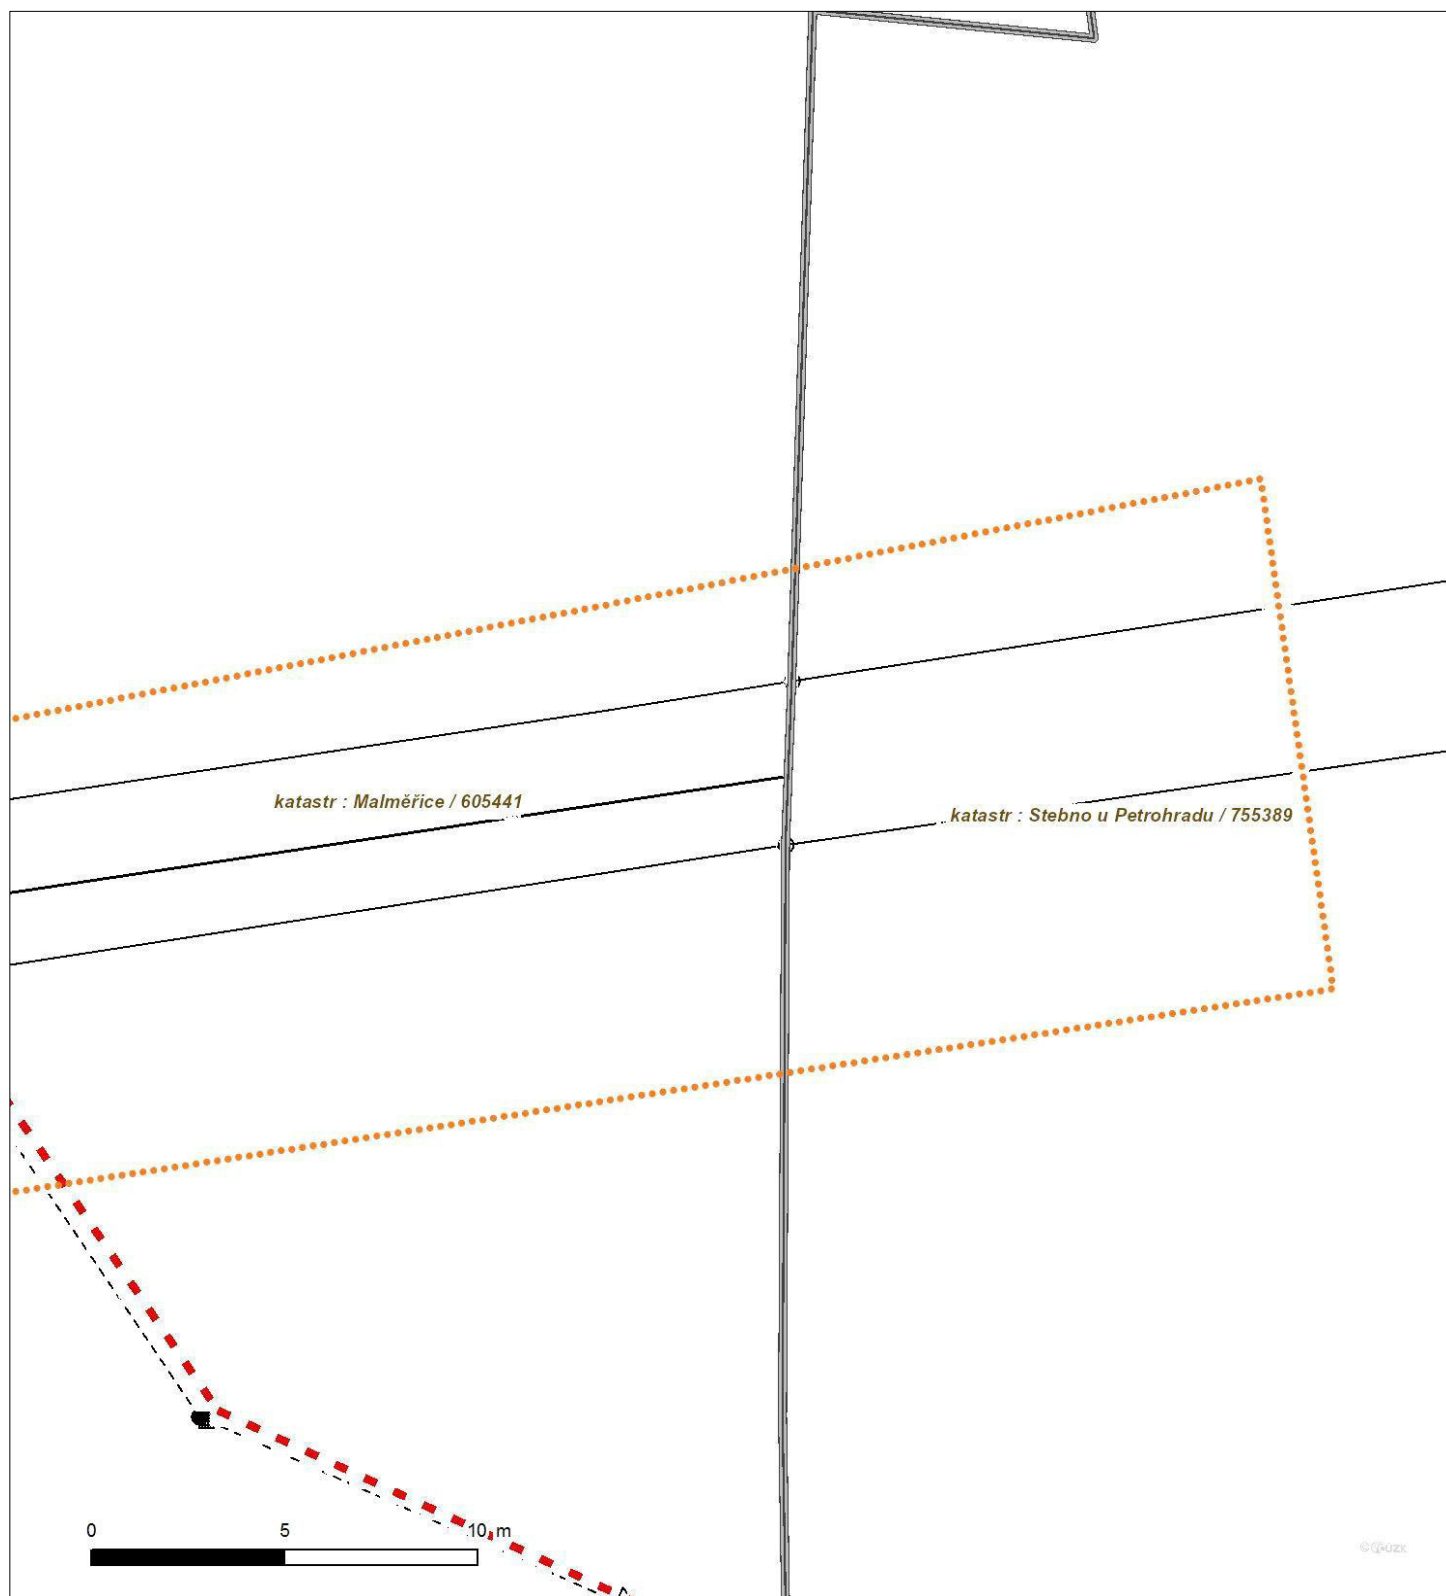 katastr : Malměřice / 605441
katastr : Stebno u Petrohradu / 755389
0 5 10 m